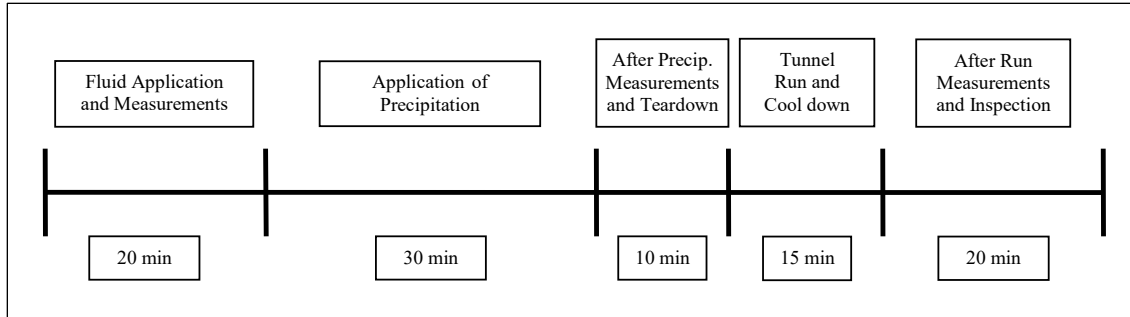 Fluid Application
and Measurements
Application of
Precipitation
After Precip.
Measurements
and Teardown
Tunnel
Run and
Cool down
After Run
Measurements
and Inspection
20 min
30 min
10 min
15 min
20 min